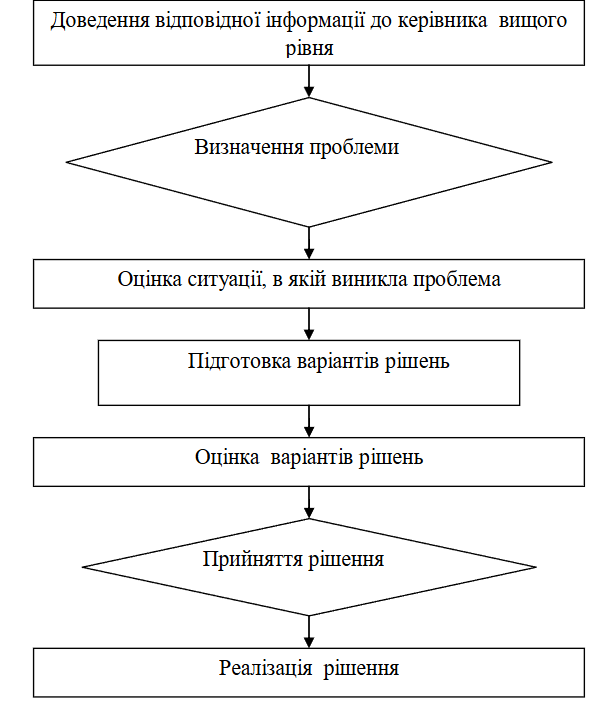 Доведення відповідної інформації до керівника  вищого
рівня
Визначення проблеми
Оцінка ситуації, в якій виникла проблема
Підготовка варіантів рішень
Оцінка  варіантів рішень
Прийняття рішення
Реалізація  рішення